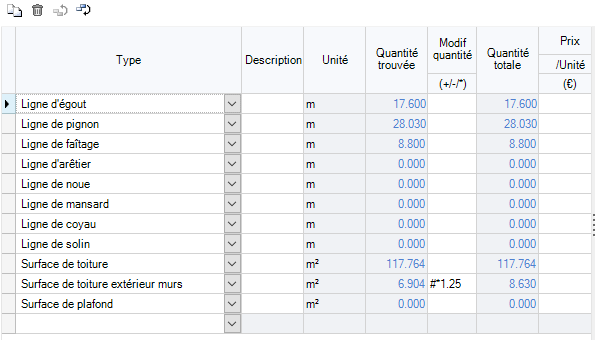 Type Description Unité Quantité trouvée Modif quantité (+/-/*) Quantité totale Prix /Unité (€)
Ligne d'égout m 17.600 17.600
Ligne de pignon m 28.030 28.030
Ligne de faîtage m 8.800 8.800
Ligne d'arêtier m 0.000 0.000
Ligne de noue m 0.000 0.000
Ligne de mansard m 0.000 0.000
Ligne de coyau m 0.000 0.000
Ligne de solin m 0.000 0.000
Surface de toiture m² 117.764 117.764
Surface de toiture extérieur murs m² 6.904 #*1.25 8.630
Surface de plafond m² 0.000 0.000